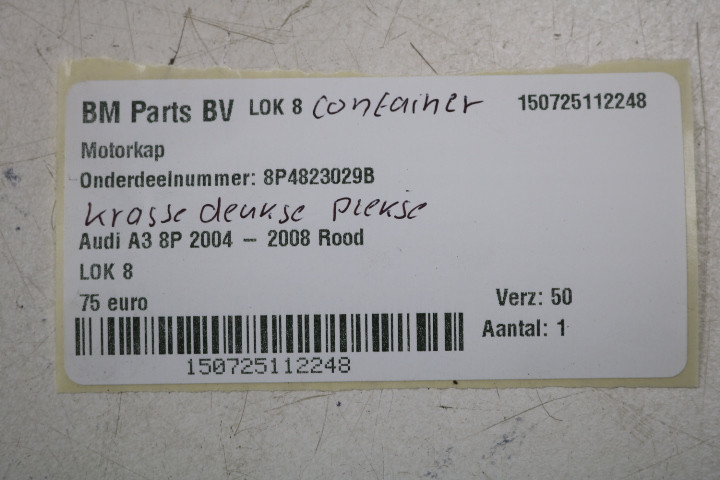 BM Parts BV LOK 8 container 150725112248
Motorkap
Onderdeelnummer: 8P4823029B
krasse deukse plekse
Audi A3 8P 2004 – 2008 Rood
LOK 8
75 euro Verz: 50
Aantal: 1
150725112248